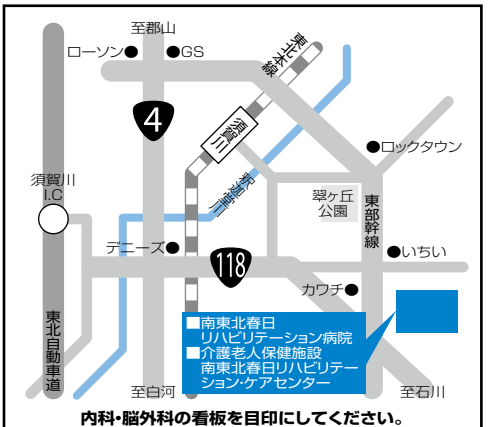 至郡山
ローソン●
●GS
東北本線
4
須賀川
●ロックタウン
須賀川
I.C
釈迦堂川
翠ヶ丘
公園
東部幹線
デニーズ●
118
●いちい
カワチ●
■南東北春日
リハビリテーション病院
■介護老人保健施設
南東北春日リハビリテー
ション・ケアセンター
東北自動車道
至白河
至石川
内科・脳外科の看板を目印にしてください。